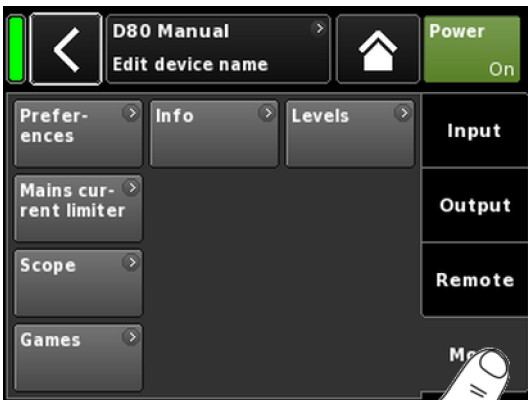 D80 Manual
Edit device name
Power
On
Prefer-
ences
Info
Levels
Input
Mains cur-
rent limiter
Output
Scope
Remote
Games